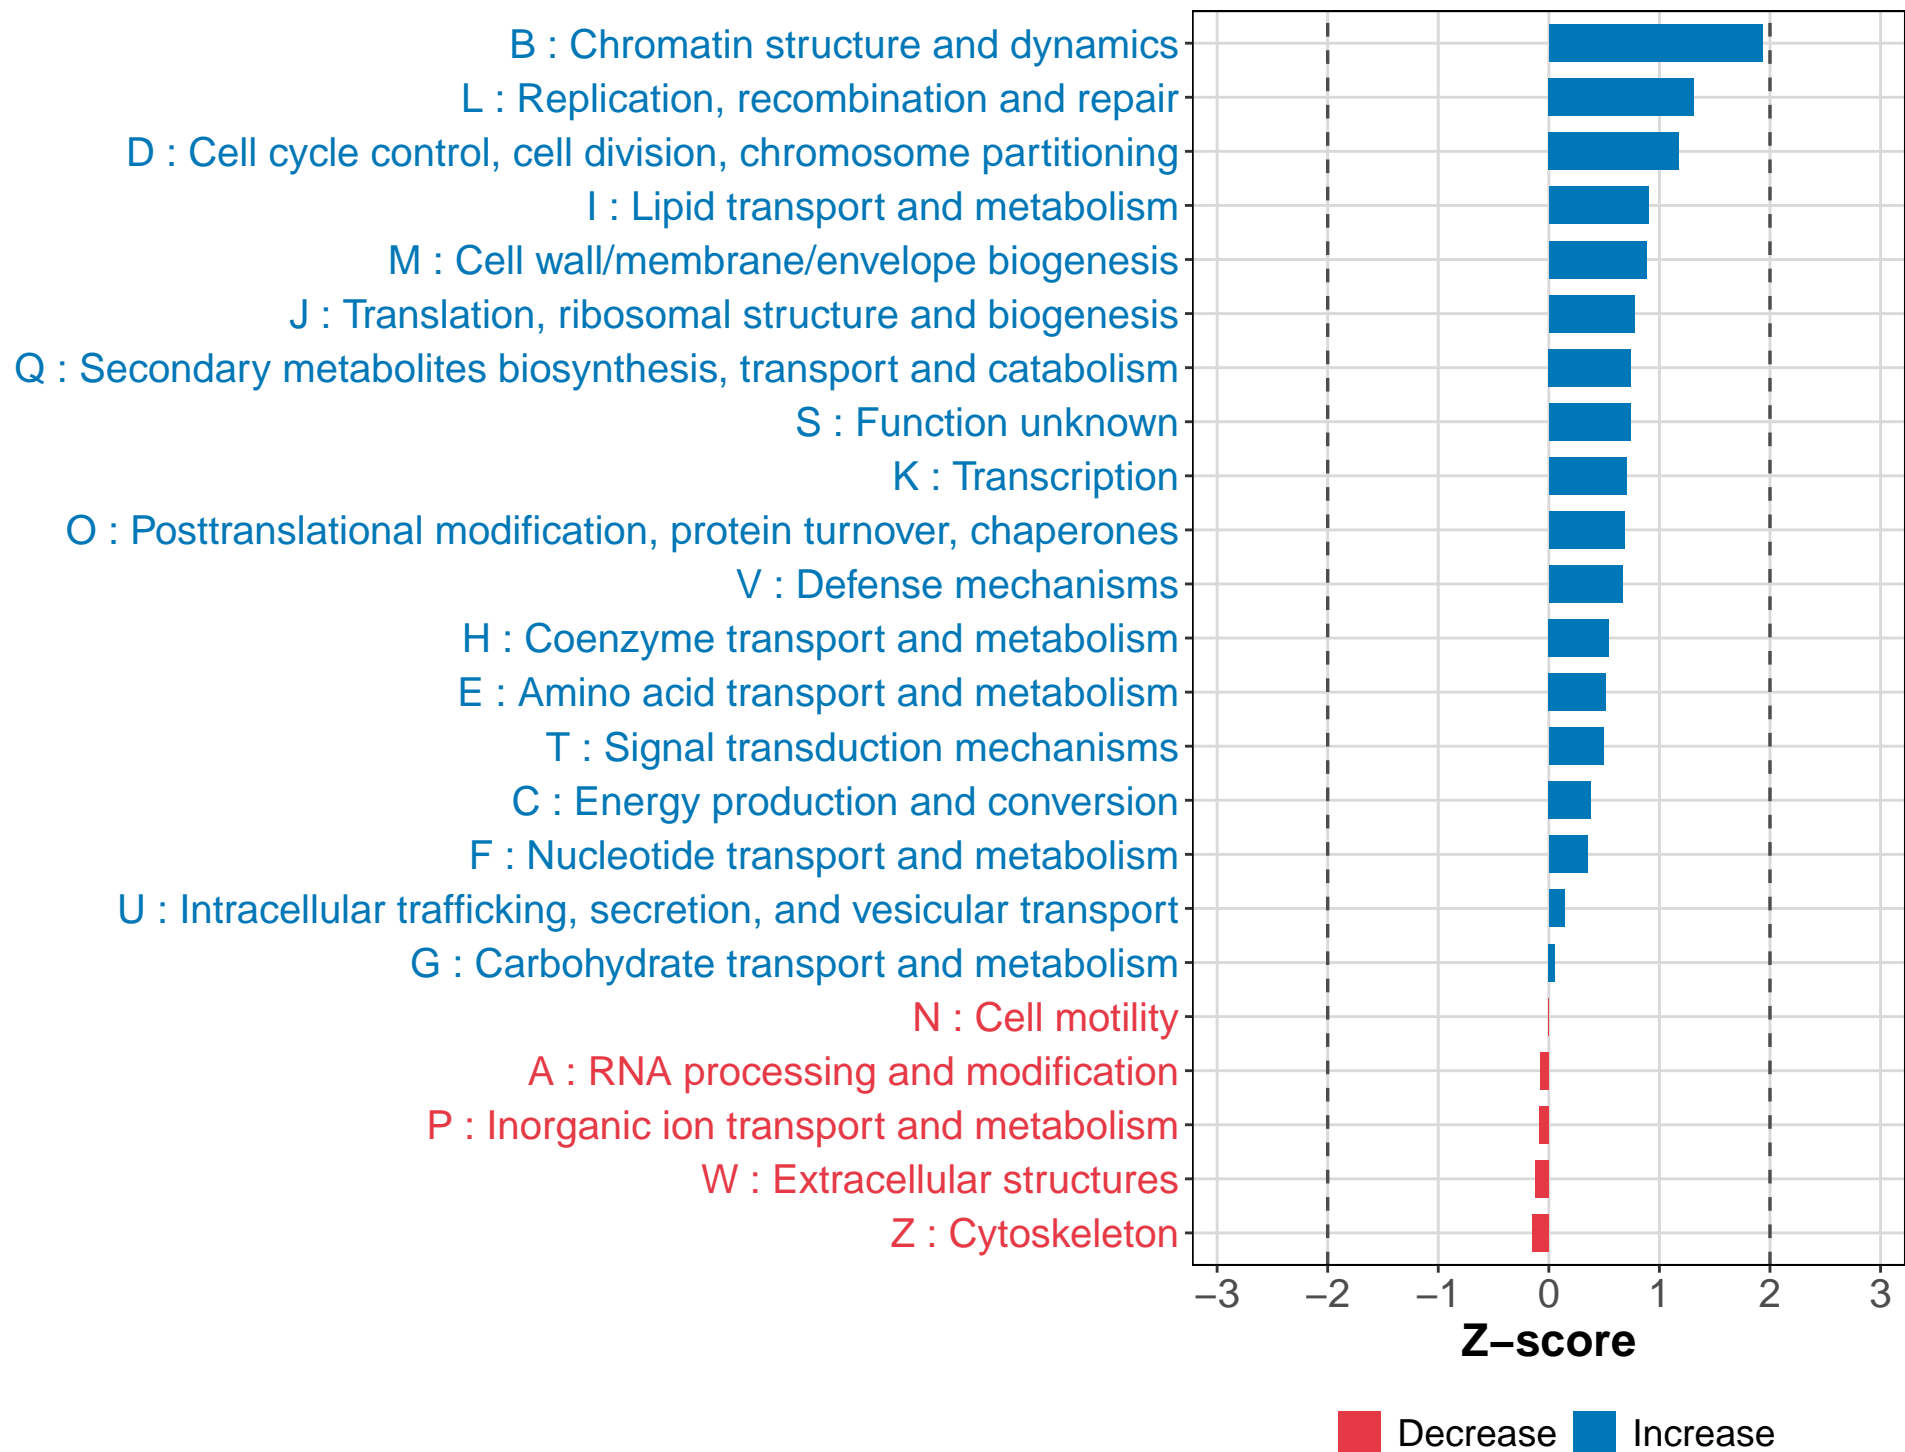 B : Chromatin structure and dynamics
L : Replication, recombination and repair
D : Cell cycle control, cell division, chromosome partitioning
I : Lipid transport and metabolism
M : Cell wall/membrane/envelope biogenesis
J : Translation, ribosomal structure and biogenesis
Q : Secondary metabolites biosynthesis, transport and catabolism
S : Function unknown
K : Transcription
O : Posttranslational modification, protein turnover, chaperones
V : Defense mechanisms
H : Coenzyme transport and metabolism
E : Amino acid transport and metabolism
T : Signal transduction mechanisms
C : Energy production and conversion
F : Nucleotide transport and metabolism
U : Intracellular trafficking, secretion, and vesicular transport
G : Carbohydrate transport and metabolism
N : Cell motility
A : RNA processing and modification
P : Inorganic ion transport and metabolism
W : Extracellular structures
Z : Cytoskeleton
−3 −2 −1 0 1 2 3
Z−score
Decrease Increase